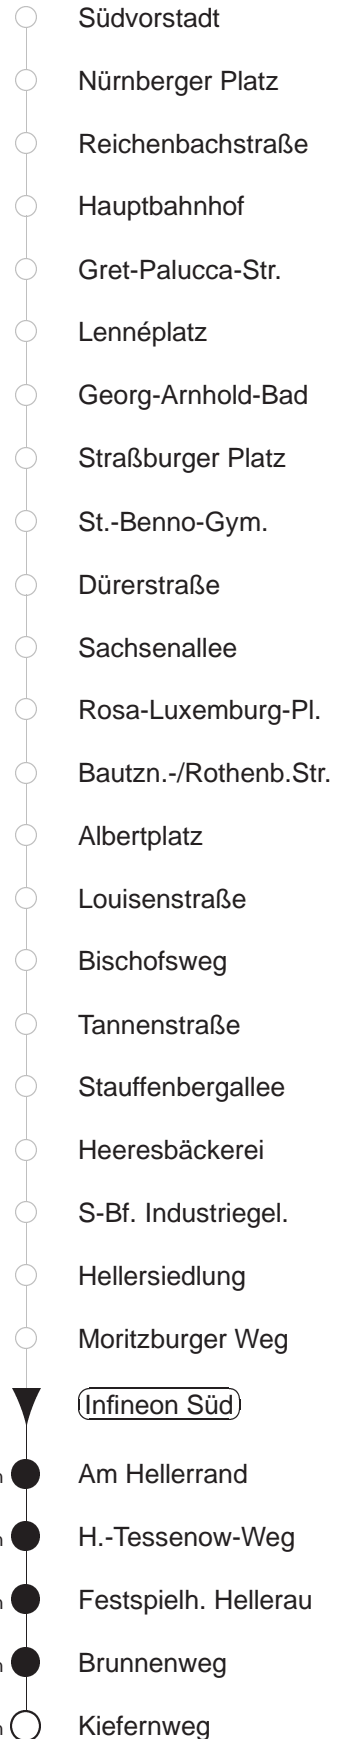 Südvorstadt
Nürnberger Platz
Reichenbachstraße
Hauptbahnhof
Gret-Palucca-Str.
Lennéplatz
Georg-Arnhold-Bad
Straßburger Platz
St.-Benno-Gym.
Dürerstraße
Sachsenallee
Rosa-Luxemburg-Pl.
Bautzn.-/Rothenb.Str.
Albertplatz
Louisenstraße
Bischofsweg
Tannenstraße
Stauffenbergallee
Heeresbäckerei
S-Bf. Industriegel.
Hellersiedlung
Moritzburger Weg
Infineon Süd
Am Hellerrand
H.-Tessenow-Weg
Festspielh. Hellerau
Brunnenweg
Kiefernweg